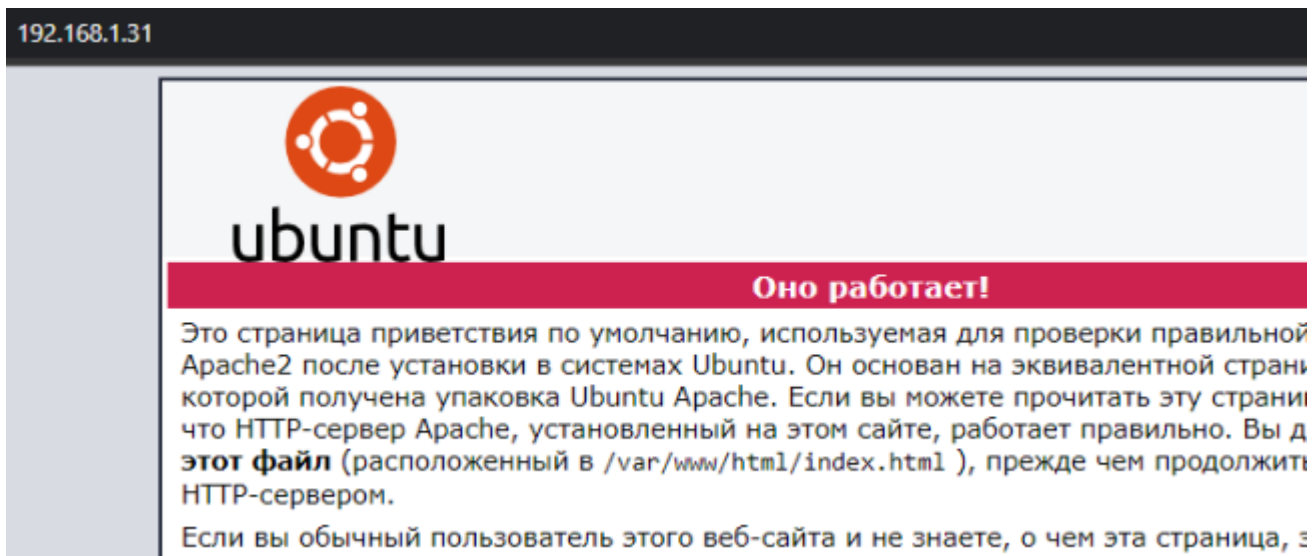 192.168.1.31
ubuntu
Оно работает!
Это страница приветствия по умолчанию, используемая для проверки правильной
Apache2 после установки в системах Ubuntu. Он основан на эквивалентной
которой получена упаковка Ubuntu Apache. Если вы можете прочитать эту
что HTTP-сервер Apache, установленный на этом сайте, работает правильно. Вы
этот файл (расположенный в /var/www/html/index.html ), прежде чем продолжить
HTTP-сервером.
Если вы обычный пользователь этого веб-сайта и не знаете, о чем эта страница,